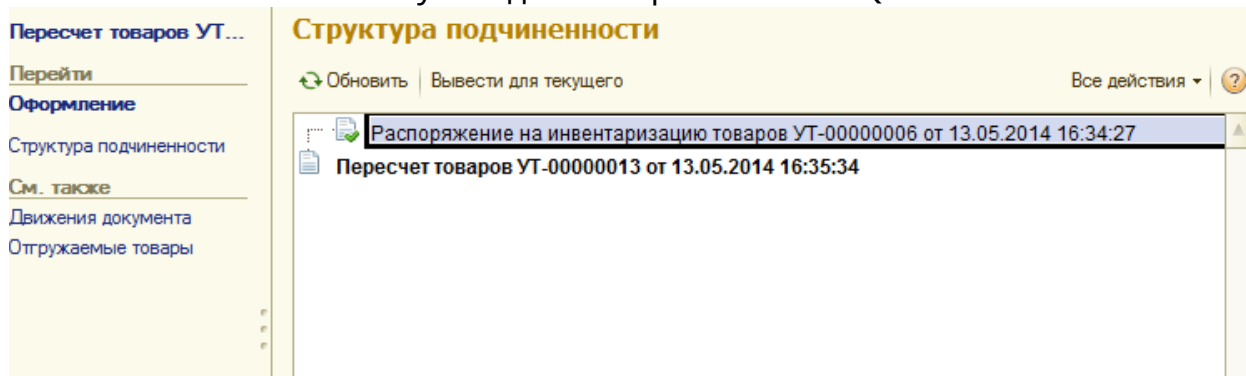 Пересчет товаров УТ...
Перейти
Оформление
Структура подчиненности
См. также
Движения документа
Отгружаемые товары
Структура подчиненности
Обновить Вывести для текущего Все действия ?
Распоряжение на инвентаризацию товаров УТ-00000006 от 13.05.2014 16:34:27
Пересчет товаров УТ-00000013 от 13.05.2014 16:35:34